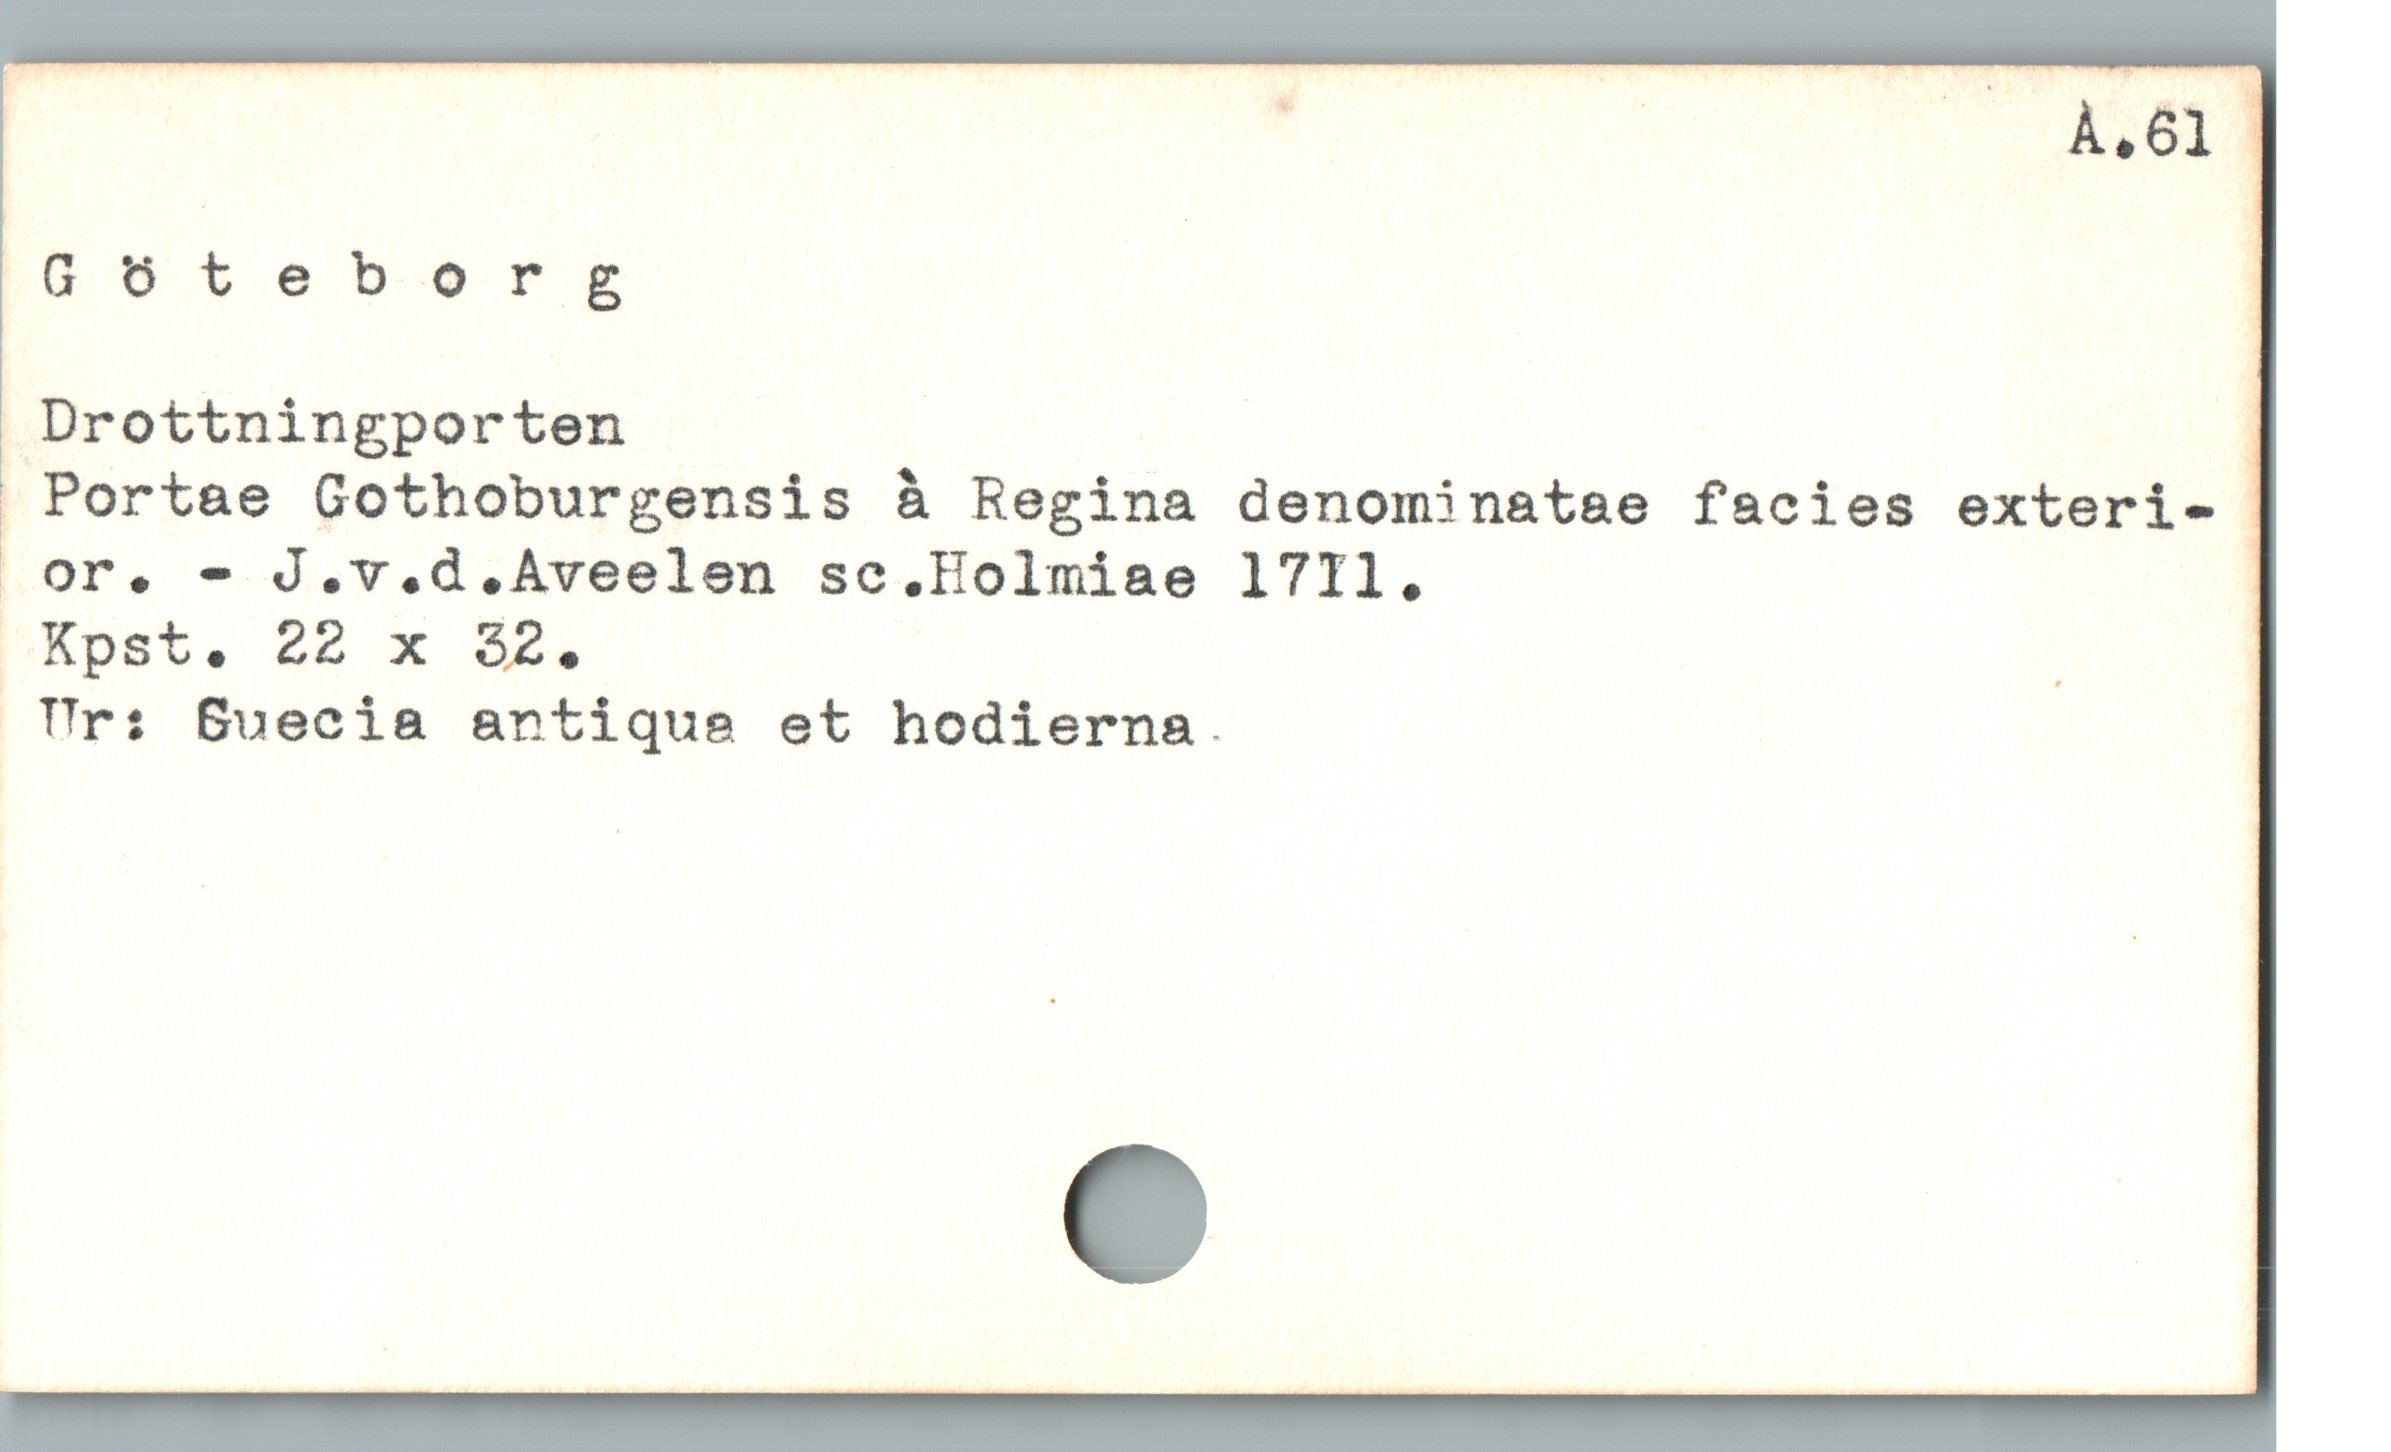 A.61
G ö t e b o r g
Drottningporten
Portae Gothoburgensis à Regina denominatae facies exteri-
or. - J.v.d.Aveelen sc.Holmiae 1711.
Kpst. 22 x 32.
Ur: Suecia antiqua et hodierna.